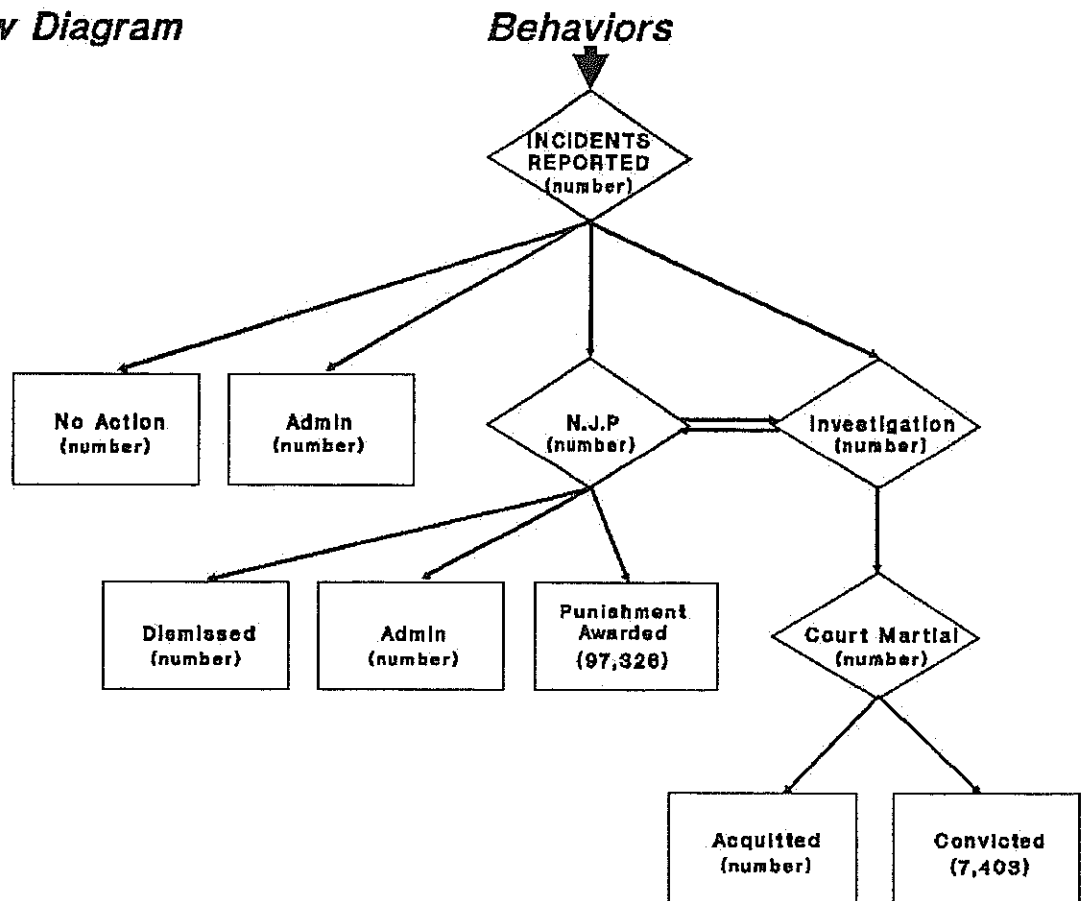 w Diagram
Behaviors
INCIDENTS
REPORTED
(number)
No Action
(number)
Admin
(number)
N.J.P
(number)
Investigation
(number)
Dismissed
(number)
Admin
(number)
Punishment
Awarded
(97,326)
Court Martial
(number)
Acquitted
(number)
Convicted
(7,403)